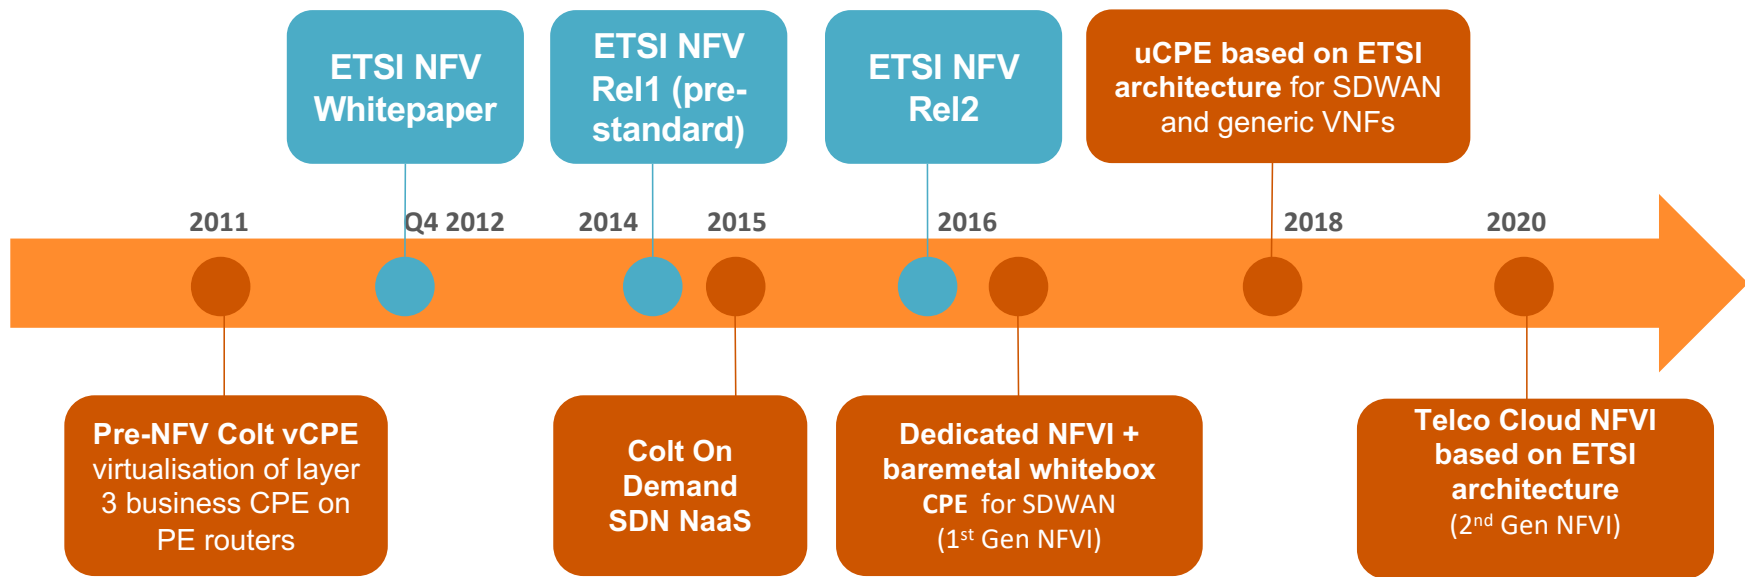 ETSI NFV
Whitepaper
ETSI NFV
Rel1 (pre-
standard)
ETSI NFV
Rel2
uCPE based on ETSI
architecture for SDWAN
and generic VNFs
2011
Q4 2012
2014
2015
2016
2018
2020
Pre-NFV Colt vCPE
virtualisation of layer
3 business CPE on
PE routers
Colt On
Demand
SDN NaaS
Dedicated NFVI +
baremetal whitebox
CPE for SDWAN
(1st Gen NFVI)
Telco Cloud NFVI
based on ETSI
architecture
(2nd Gen NFVI)